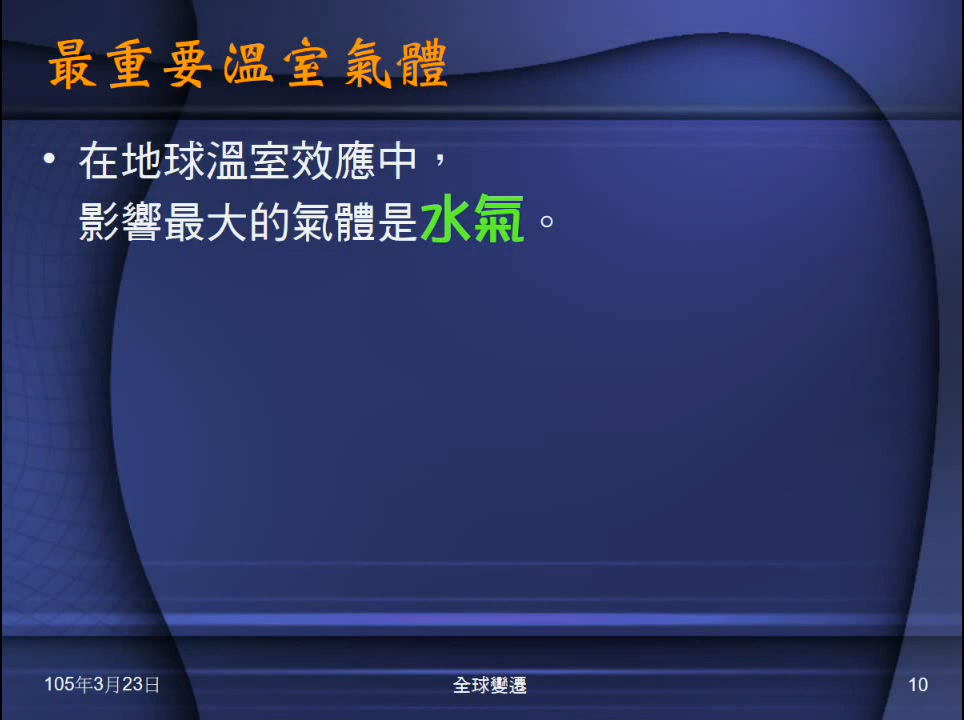 最重要溫室氣體
• 在地球溫室效應中，
影響最大的氣體是水氣。
105年3月23日
全球變遷
10